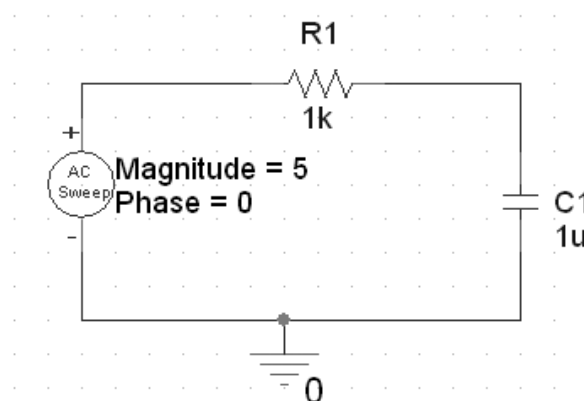 R1
1k
+
AC
Sweep
Magnitude = 5
Phase = 0
-
C1
1u
0